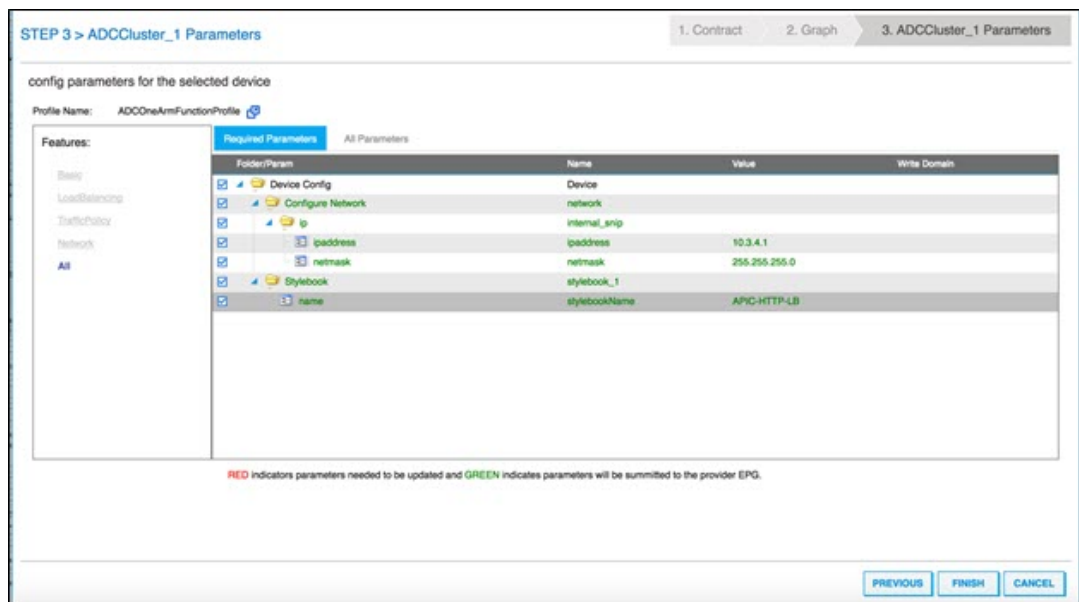 STEP 3 > ADCCluster_1 Parameters
1. Contract 2. Graph 3. ADCCluster_1 Parameters
config parameters for the selected device
Profile Name: ADCOneArmFunctionProfile
Features:
Basic
LoadBalancing
TrafficPolicy
Network
All
Required Parameters All Parameters
Folder/Param Name Value Write Domain
Device Config Device
Configure Network network
ip internal_snip
ipaddress ipaddress 10.3.4.1
netmask netmask 255.255.255.0
Stylebook stylebook_1
name stylebookName APIC-HTTP-LB
RED indicators parameters needed to be updated and GREEN indicates parameters will be summitted to the provider EPG.
PREVIOUS FINISH CANCEL